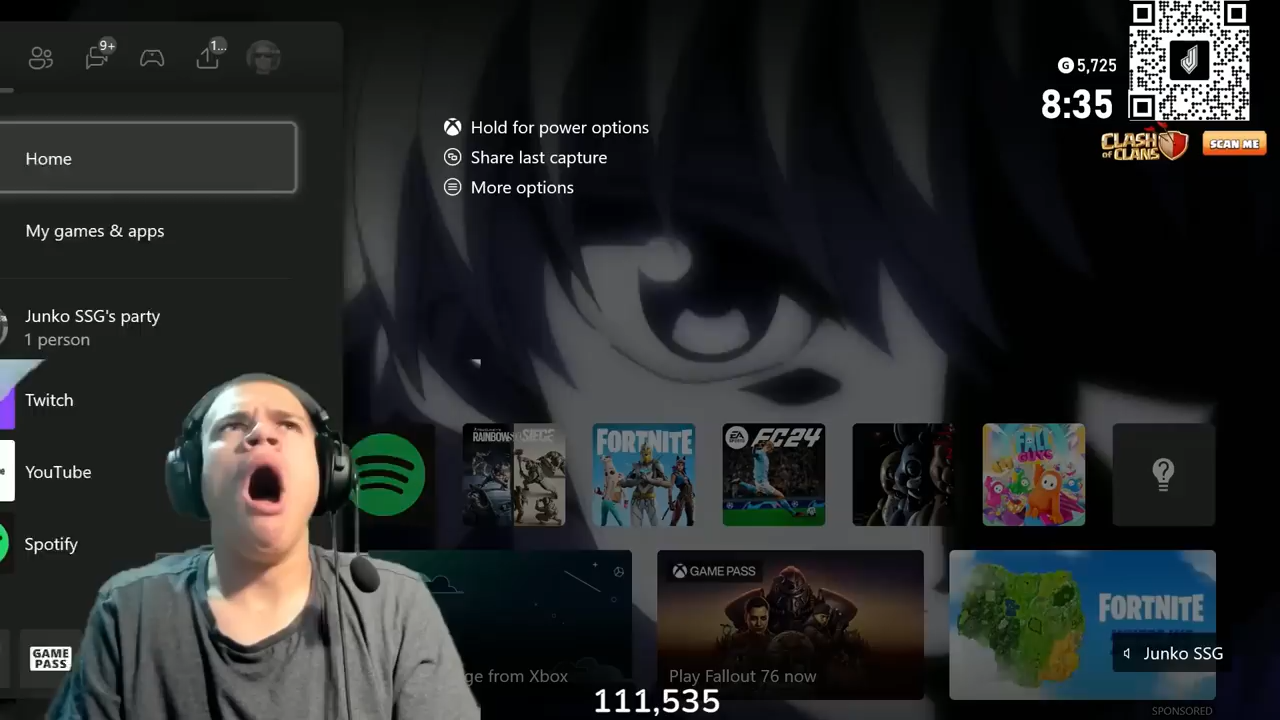 9+
1...
G 5,725
8:35
CLASH
OF CLANS
SCAN ME
Hold for power options
Share last capture
More options
Home
My games & apps
Junko SSG's party
1 person
Twitch
YouTube
Spotify
GAME
PASS
RAINBOW SIEGE
FORTNITE
EA
SPORTS
FC24
FALL
GUYS
GAME PASS
FORTNITE
Junko SSG
ge from Xbox
Play Fallout 76 now
111,535
SPONSORED